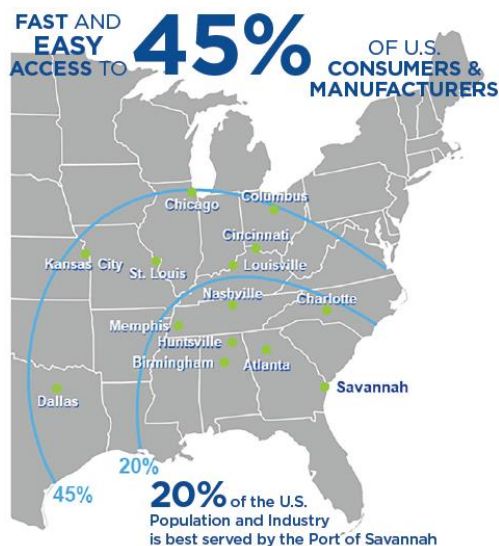 FAST AND
EASY
ACCESS TO
45%
OF U.S.
CONSUMERS &
MANUFACTURERS
Chicago
Columbus
Cincinnati
Kansas City
St. Louis
Louisville
Nashville
Charlotte
Memphis
Huntsville
Birmingham
Atlanta
Savannah
Dallas
20%
45%
20% of the U.S.
Population and Industry
is best served by the Port of Savannah